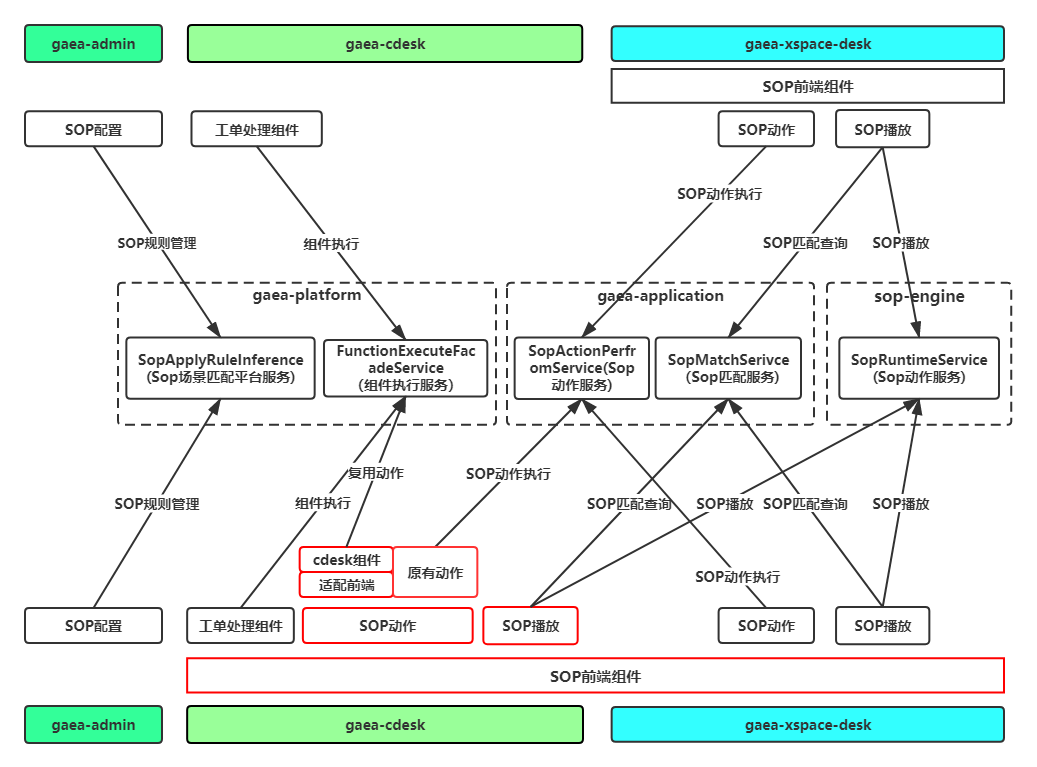 gaea-admin
gaea-cdesk
gaea-xspace-desk
SOP前端组件
SOP配置
工单处理组件
SOP动作
SOP播放
SOP动作执行
SOP规则管理
组件执行
SOP匹配查询
SOP播放
gaea-platform
gaea-application
sop-engine
SopApplyRuleInference
(Sop场景匹配平台服务)
FunctionExecuteFac
adeService
(组件执行服务)
SopActionPerfr
omService(Sop
动作服务)
SopMatchSerivce
(Sop匹配服务)
SopRuntimeService
(Sop动作服务)
复用动作
SOP动作执行
SOP规则管理
组件执行
SOP匹配查询
SOP播放
SOP匹配查询
SOP播放
cdesk组件
适配前端
原有动作
SOP动作执行
SOP配置
工单处理组件
SOP动作
SOP播放
SOP动作
SOP播放
SOP前端组件
gaea-admin
gaea-cdesk
gaea-xspace-desk